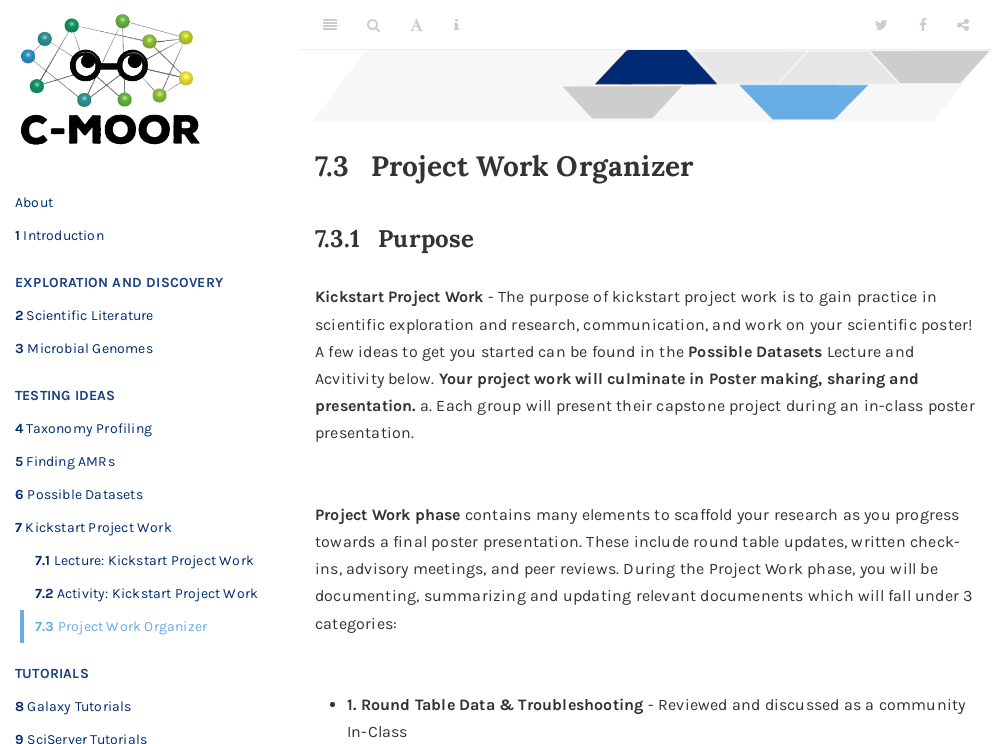 C-MOOR
About
1 Introduction
EXPLORATION AND DISCOVERY
2 Scientific Literature
3 Microbial Genomes
TESTING IDEAS
4 Taxonomy Profiling
5 Finding AMRs
6 Possible Datasets
7 Kickstart Project Work
7.1 Lecture: Kickstart Project Work
7.2 Activity: Kickstart Project Work
7.3 Project Work Organizer
TUTORIALS
8 Galaxy Tutorials
9 SciServer Tutorials
7.3 Project Work Organizer
7.3.1 Purpose
Kickstart Project Work - The purpose of kickstart project work is to gain practice in
scientific exploration and research, communication, and work on your scientific poster!
A few ideas to get you started can be found in the Possible Datasets Lecture and
Acvitivity below. Your project work will culminate in Poster making, sharing and
presentation. a. Each group will present their capstone project during an in-class poster
presentation.
Project Work phase contains many elements to scaffold your research as you progress
towards a final poster presentation. These include round table updates, written check-
ins, advisory meetings, and peer reviews. During the Project Work phase, you will be
documenting, summarizing and updating relevant documenents which will fall under 3
categories:
• 1. Round Table Data & Troubleshooting - Reviewed and discussed as a community
In-Class